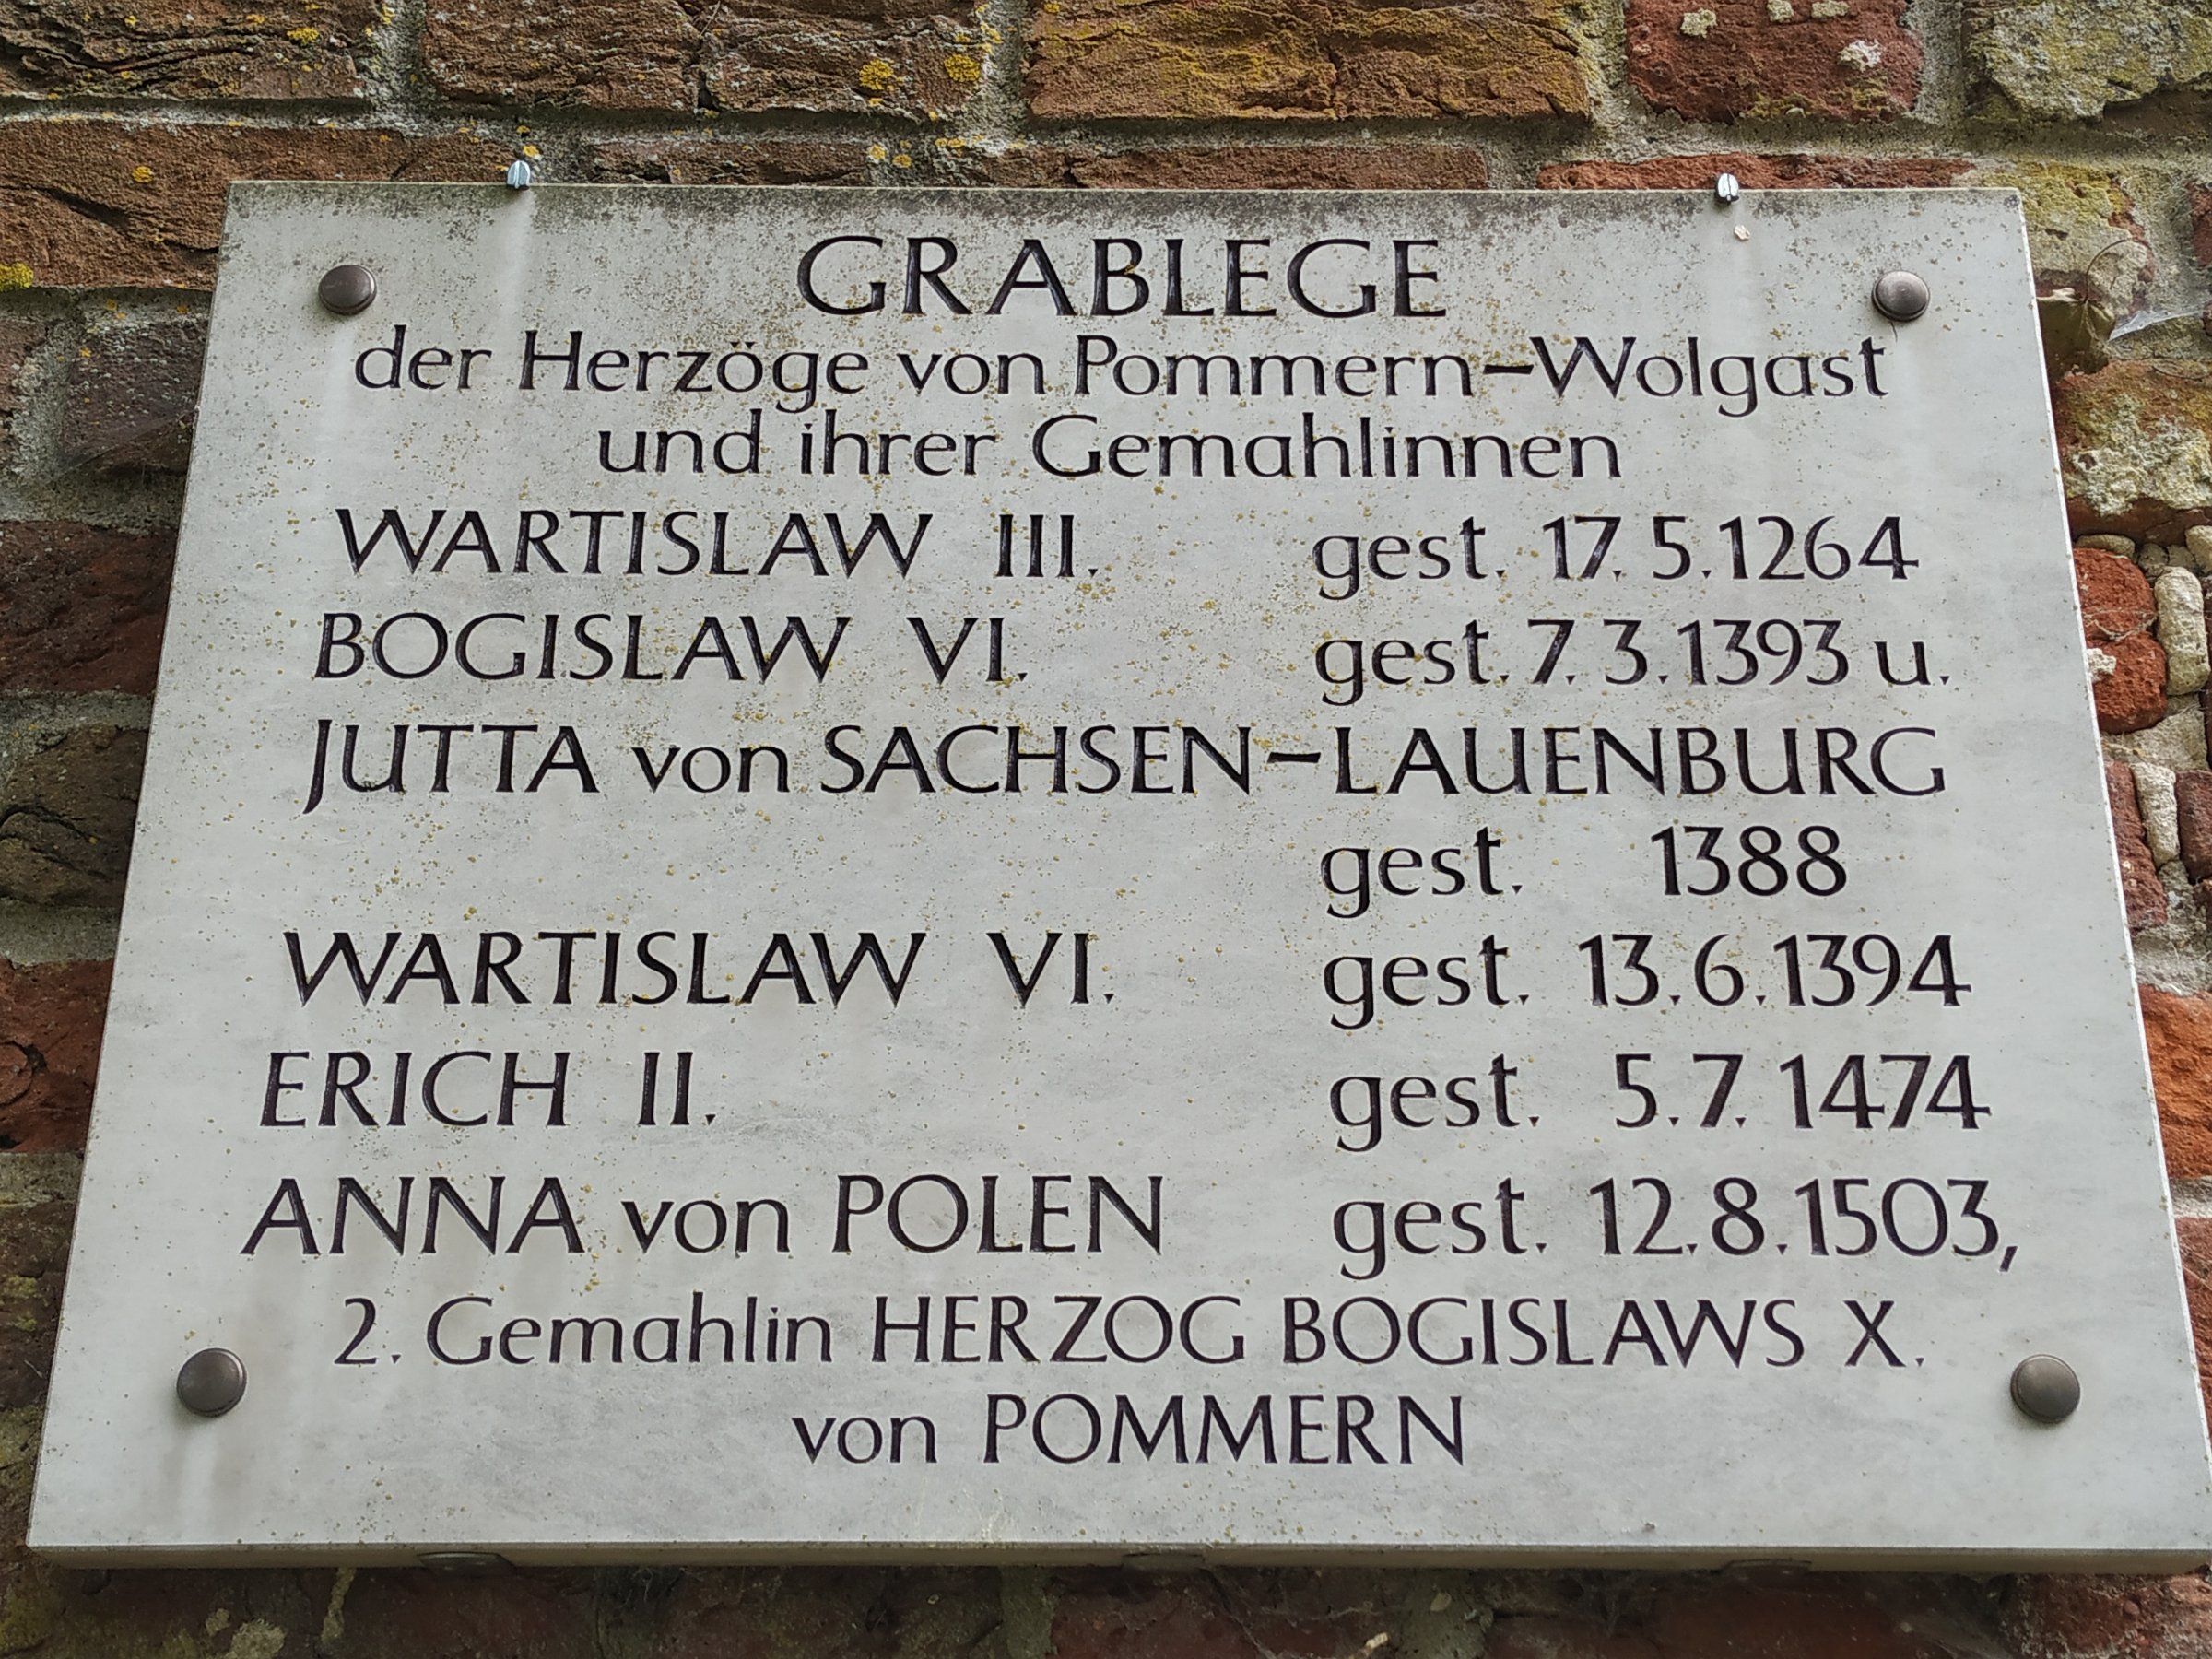 GRABLEGE
der Herzöge von Pommern-Wolgast
und ihrer Gemahlinnen
WARTISLAW III. gest. 17.5.1264
BOGISLAW VI. gest. 7.3.1393 u.
JUTTA von SACHSEN-LAUENBURG
gest. 1388
WARTISLAW VI. gest. 13.6.1394
ERICH II. gest. 5.7.1474
ANNA von POLEN gest. 12.8.1503,
2. Gemahlin HERZOG BOGISLAWS X.
von POMMERN